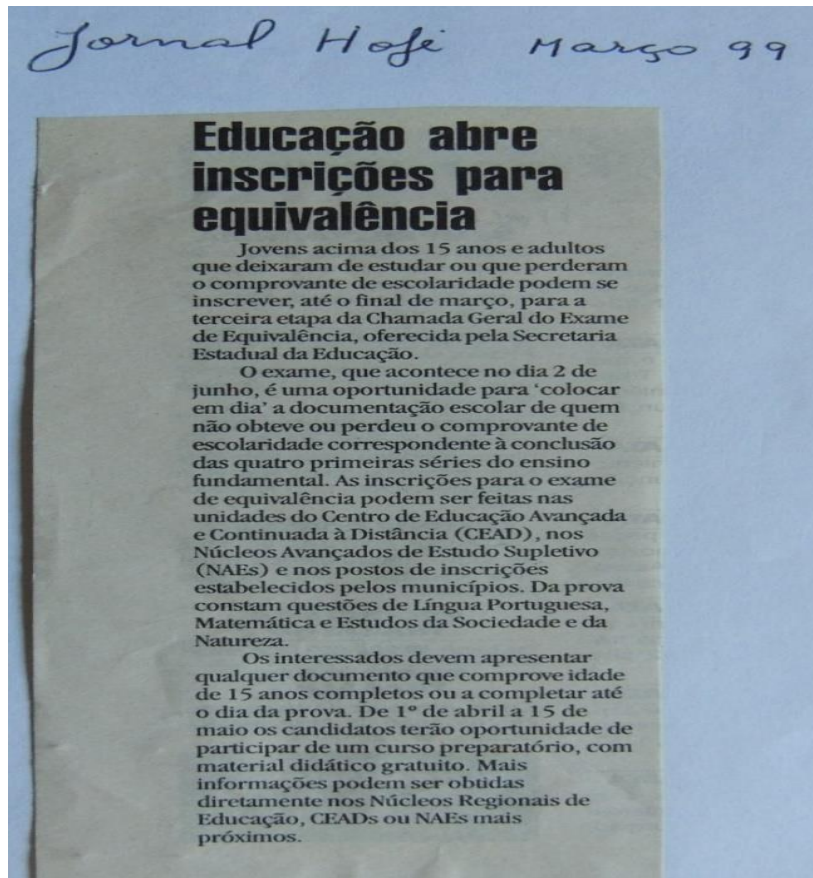 Jornal Hoje Março 99
Educação abre
inscrições para
equivalência
Jovens acima dos 15 anos e adultos
que deixaram de estudar ou que perderam
o comprovante de escolaridade podem se
inscrever, até o final de março, para a
terceira etapa da Chamada Geral do Exame
de Equivalência, oferecida pela Secretaria
Estadual da Educação.
O exame, que acontece no dia 2 de
junho, é uma oportunidade para ‘colocar
em dia’ a documentação escolar de quem
não obteve ou perdeu o comprovante de
escolaridade correspondente à conclusão
das quatro primeiras séries do ensino
fundamental. As inscrições para o exame
de equivalência podem ser feitas nas
unidades do Centro de Educação Avançada
e Continuada à Distância (CEAD), nos
Núcleos Avançados de Estudo Supletivo
(NAEs) e nos postos de inscrições
estabelecidos pelos municípios. Da prova
constam questões de Língua Portuguesa,
Matemática e Estudos da Sociedade e da
Natureza.
Os interessados devem apresentar
qualquer documento que comprove idade
de 15 anos completos ou a completar até
o dia da prova. De 1º de abril a 15 de
maio os candidatos terão oportunidade de
participar de um curso preparatório, com
material didático gratuito. Mais
informações podem ser obtidas
diretamente nos Núcleos Regionais de
Educação, CEADs ou NAEs mais
próximos.